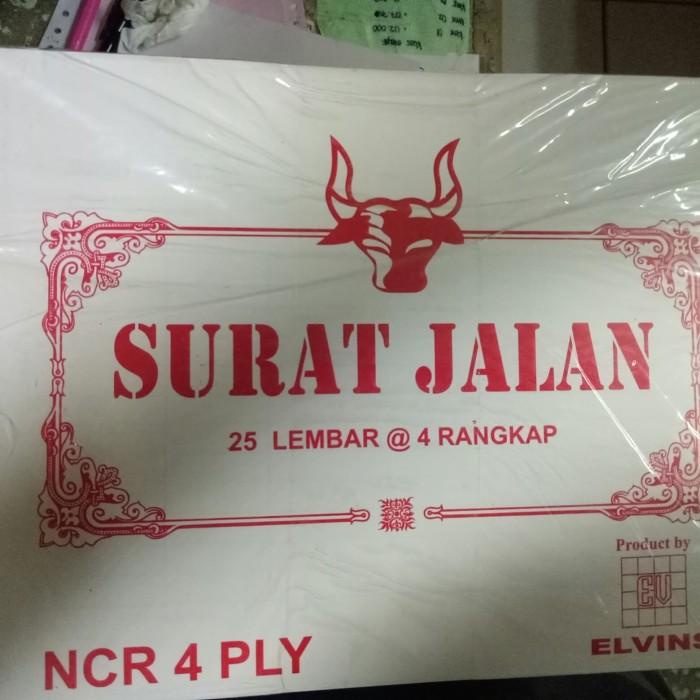 SURAT JALAN
25 LEMBAR @ 4 RANGKAP
Product by
EV
ELVINS
NCR 4 PLY